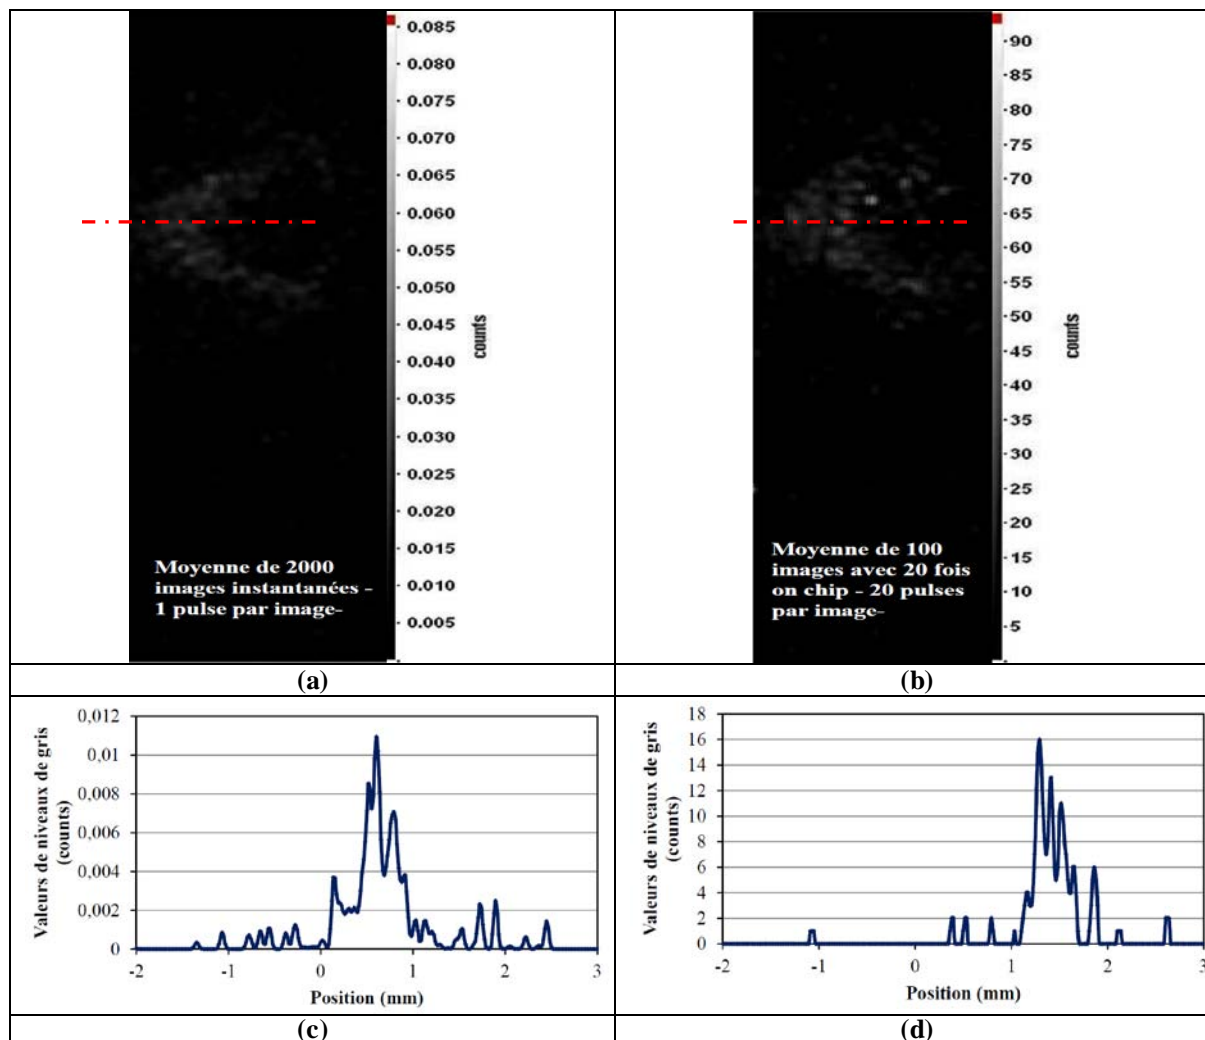 0.085
0.080
0.075
0.070
0.065
0.060
0.055
0.050
0.045
0.040
0.035
0.030
0.025
0.020
0.015
0.010
0.005
counts
Moyenne de 2000
images instantanées -
1 pulse par image-
90
85
80
75
70
65
60
55
50
45
40
35
30
25
20
15
10
5
counts
Moyenne de 100
images avec 20 fois
on chip - 20 pulses
par image-
(a)
(b)
Valeurs de niveaux de gris
(counts)
0,012
0,01
0,008
0,006
0,004
0,002
0
-2 -1 0 1 2 3
Position (mm)
Valeurs de niveaux de gris
(counts)
18
16
14
12
10
8
6
4
2
0
-2 -1 0 1 2 3
Position (mm)
(c)
(d)